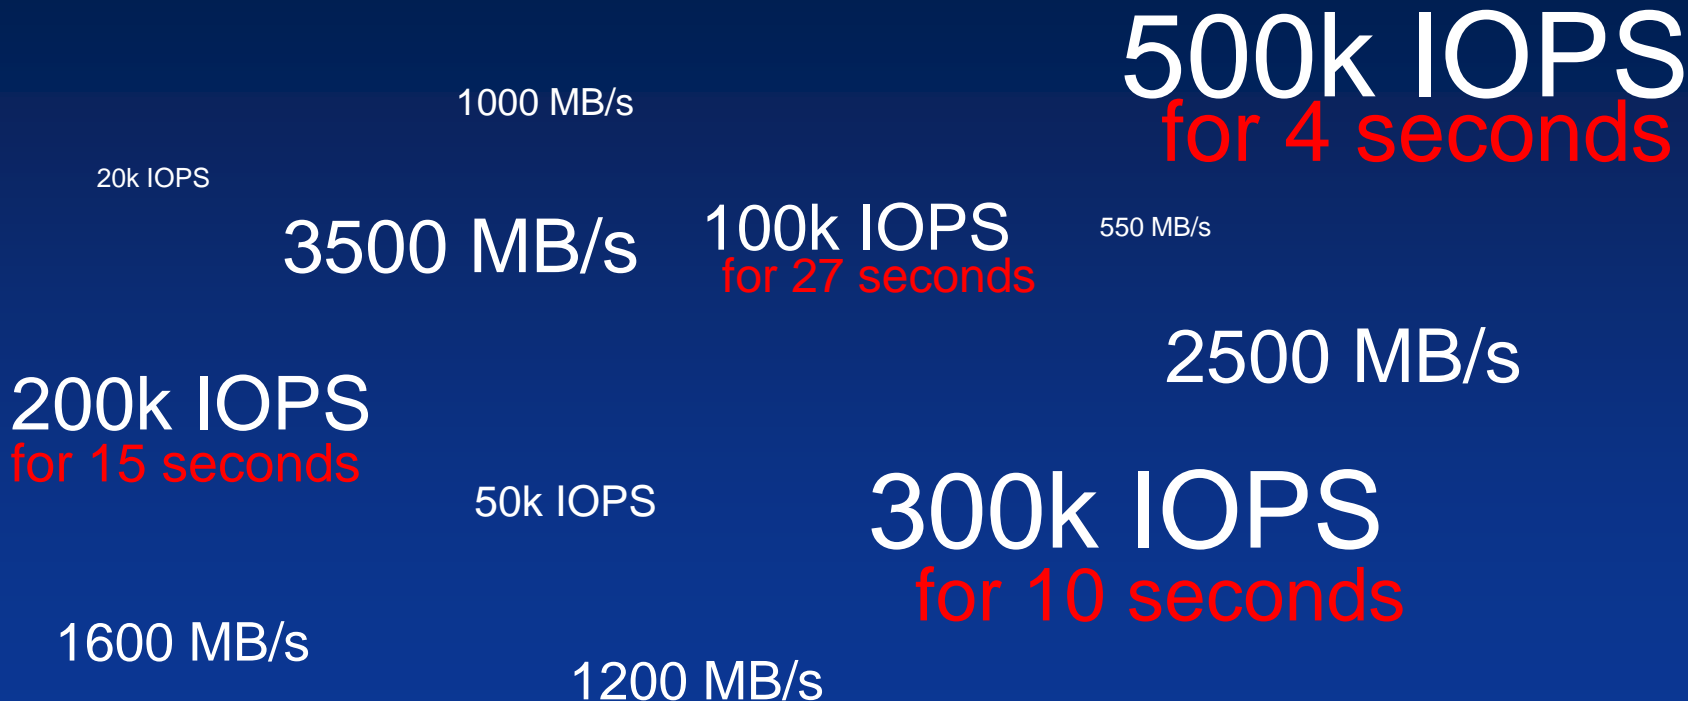 500k IOPS
for 4 seconds
1000 MB/s
20k IOPS
3500 MB/s
100k IOPS
for 27 seconds
550 MB/s
2500 MB/s
200k IOPS
for 15 seconds
50k IOPS
300k IOPS
for 10 seconds
1600 MB/s
1200 MB/s